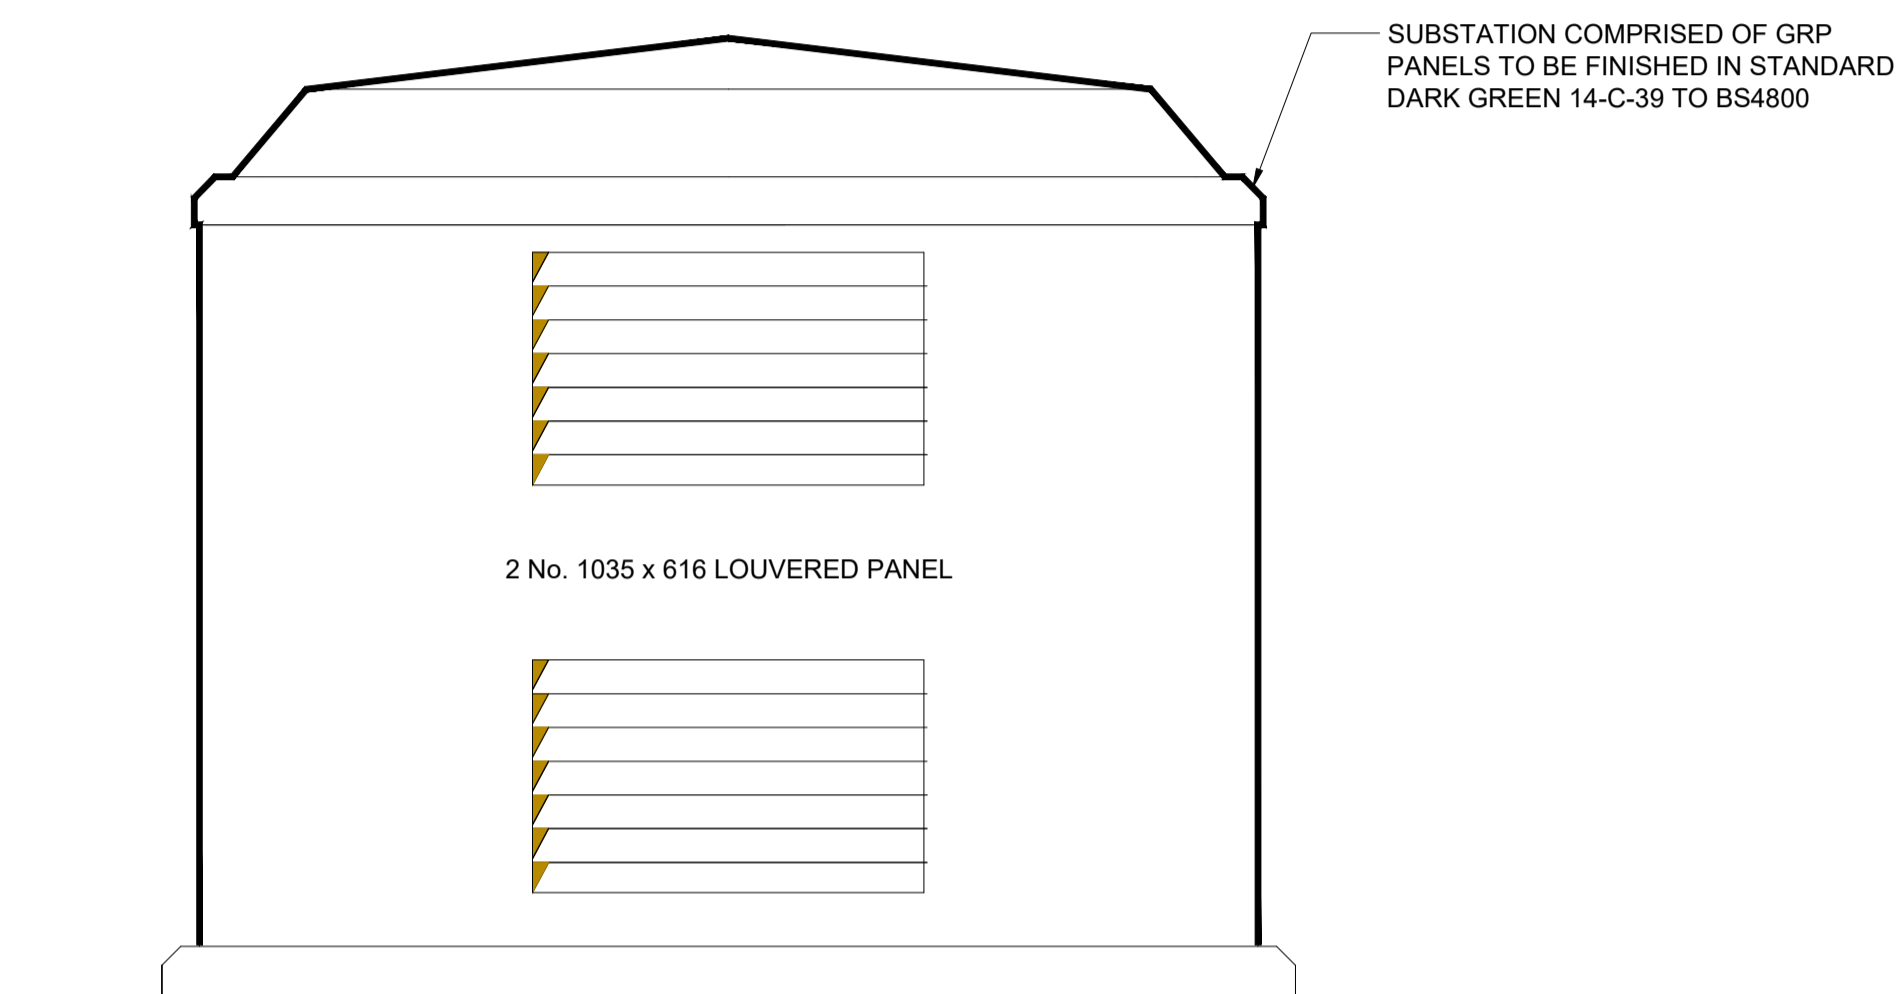 SUBSTATION COMPRISED OF GRP
PANELS TO BE FINISHED IN STANDARD
DARK GREEN 14-C-39 TO BS4800
2 No. 1035 x 616 LOUVERED PANEL